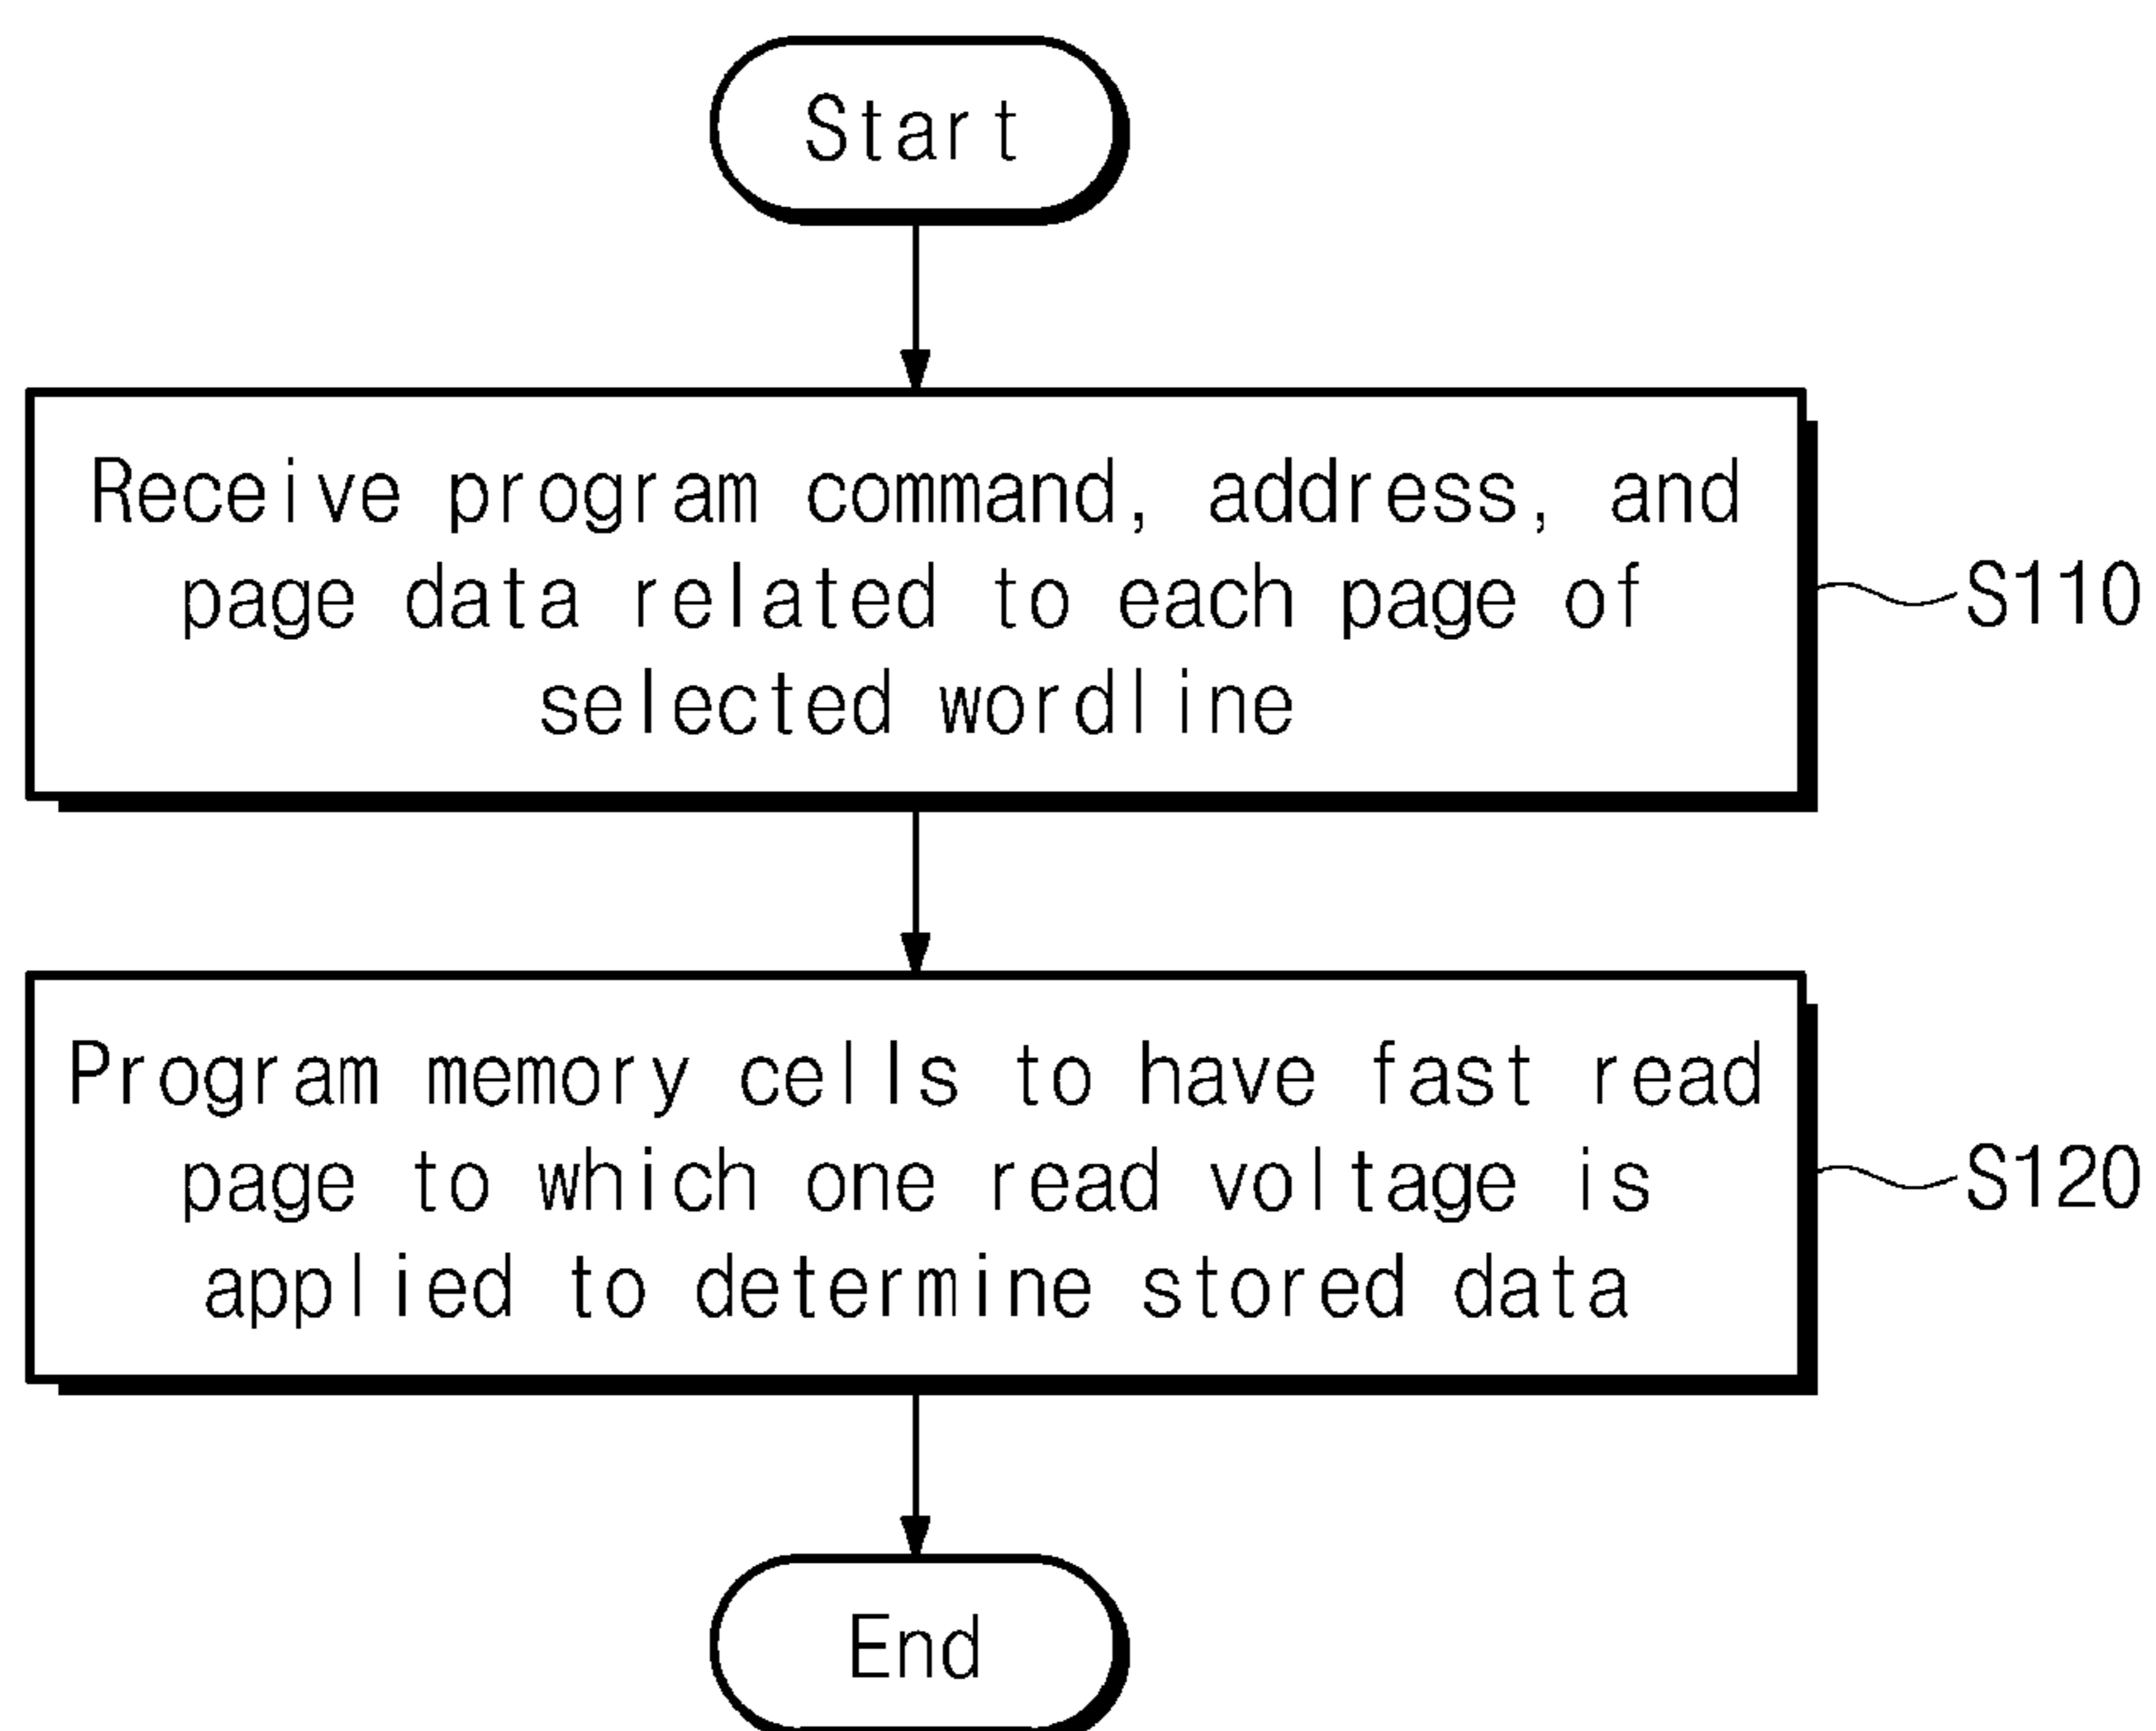 Start
Receive program command, address, and
page data related to each page of
selected wordline
S110
Program memory cells to have fast read
page to which one read voltage is
applied to determine stored data
S120
End